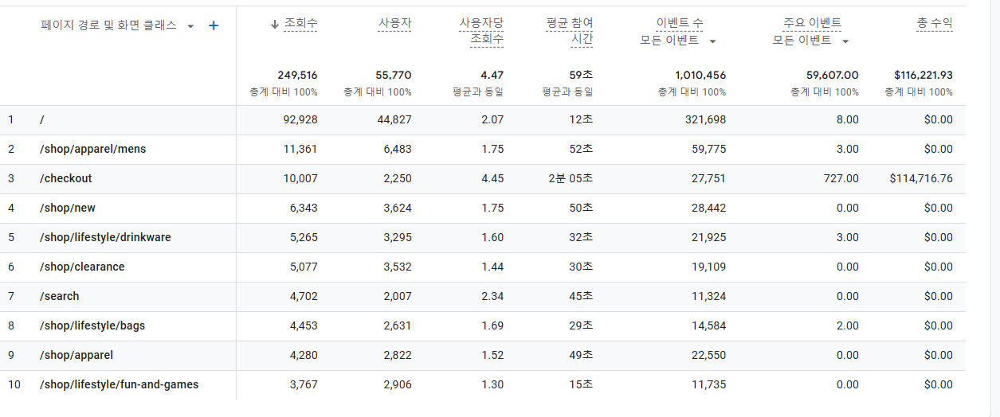 페이지 경로 및 화면 클래스 ▼ + ↓ 조회수 사용자 사용자당 조회수 평균 참여 시간 이벤트 수 모든 이벤트 ▼ 주요 이벤트 모든 이벤트 ▼ 총 수익
249,516 55,770 4.47 59초 1,010,456 59,607.00 $116,221.93
총계 대비 100% 총계 대비 100% 평균과 동일 평균과 동일 총계 대비 100% 총계 대비 100% 총계 대비 100%
1 / 92,928 44,827 2.07 12초 321,698 8.00 $0.00
2 /shop/apparel/mens 11,361 6,483 1.75 52초 59,775 3.00 $0.00
3 /checkout 10,007 2,250 4.45 2분 05초 27,751 727.00 $114,716.76
4 /shop/new 6,343 3,624 1.75 50초 28,442 0.00 $0.00
5 /shop/lifestyle/drinkware 5,265 3,295 1.60 32초 21,925 3.00 $0.00
6 /shop/clearance 5,077 3,532 1.44 30초 19,109 0.00 $0.00
7 /search 4,702 2,007 2.34 45초 11,324 0.00 $0.00
8 /shop/lifestyle/bags 4,453 2,631 1.69 29초 14,584 2.00 $0.00
9 /shop/apparel 4,280 2,822 1.52 49초 22,550 0.00 $0.00
10 /shop/lifestyle/fun-and-games 3,767 2,906 1.30 15초 11,735 0.00 $0.00